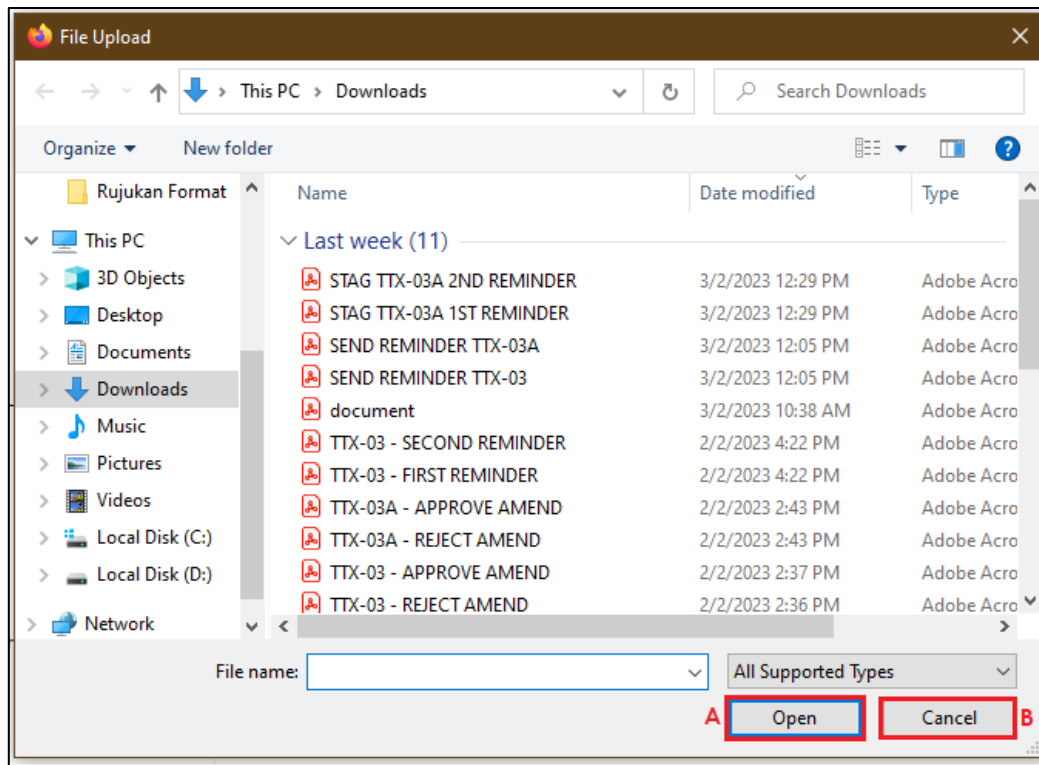 File Upload
This PC > Downloads
Search Downloads
Organize New folder
?
Rujukan Format
Name Date modified Type
This PC
Last week (11)
3D Objects
STAG TTX-03A 2ND REMINDER 3/2/2023 12:29 PM Adobe Acro
Desktop
STAG TTX-03A 1ST REMINDER 3/2/2023 12:29 PM Adobe Acro
Documents
SEND REMINDER TTX-03A 3/2/2023 12:05 PM Adobe Acro
Downloads
SEND REMINDER TTX-03 3/2/2023 12:05 PM Adobe Acro
document 3/2/2023 10:38 AM Adobe Acro
Music
TTX-03 - SECOND REMINDER 2/2/2023 4:22 PM Adobe Acro
Pictures
TTX-03 - FIRST REMINDER 2/2/2023 4:22 PM Adobe Acro
Videos
TTX-03A - APPROVE AMEND 2/2/2023 2:43 PM Adobe Acro
Local Disk (C:)
TTX-03A - REJECT AMEND 2/2/2023 2:43 PM Adobe Acro
Local Disk (D:)
TTX-03 - APPROVE AMEND 2/2/2023 2:37 PM Adobe Acro
TTX-03 - REJECT AMEND 2/2/2023 2:36 PM Adobe Acro
Network
File name: All Supported Types
A Open Cancel B